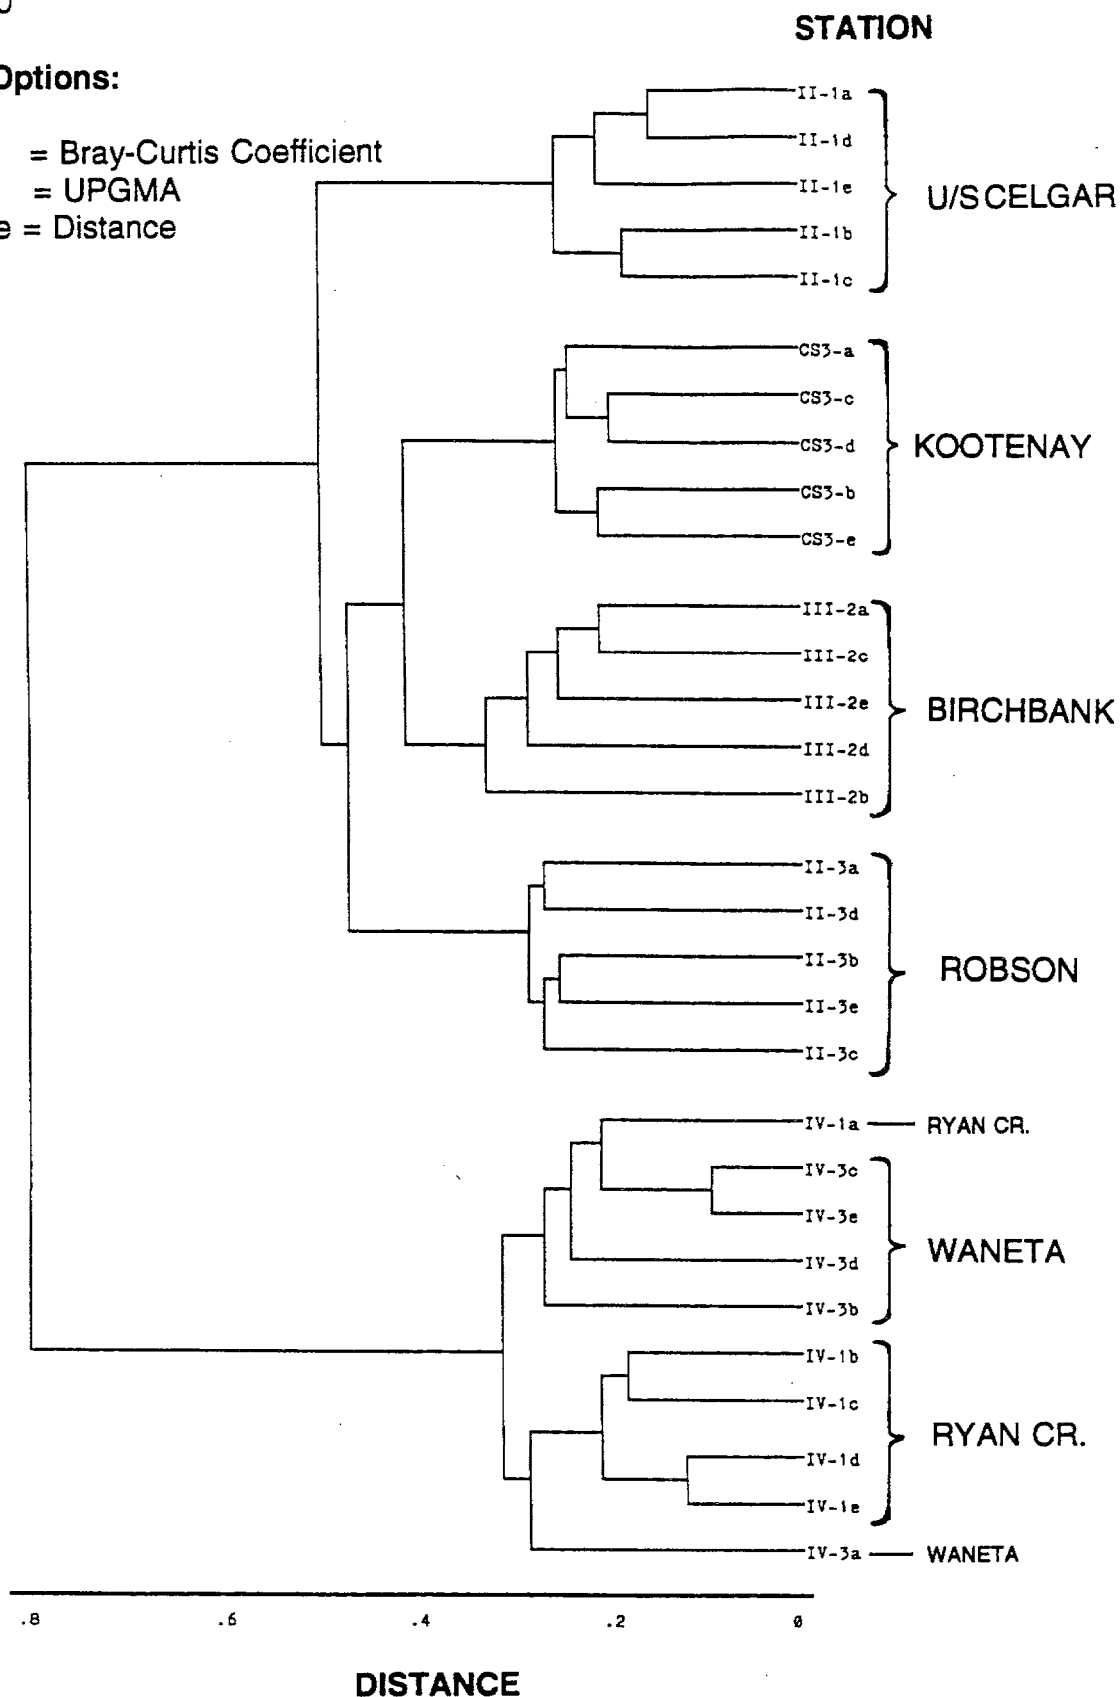 STATION
Options:
= Bray-Curtis Coefficient
= UPGMA
e = Distance
II-1a
II-1d
II-1e
II-1b
II-1c
U/S CELGAR
CS3-a
CS3-c
CS3-d
CS3-b
CS3-e
KOOTENAY
III-2a
III-2c
III-2e
III-2d
III-2b
BIRCHBANK
II-3a
II-3d
II-3b
II-3e
II-3c
ROBSON
IV-1a
RYAN CR.
IV-3c
IV-3e
IV-3d
IV-3b
WANETA
IV-1b
IV-1c
IV-1d
IV-1e
RYAN CR.
IV-3a
WANETA
.8 .6 .4 .2 0
DISTANCE